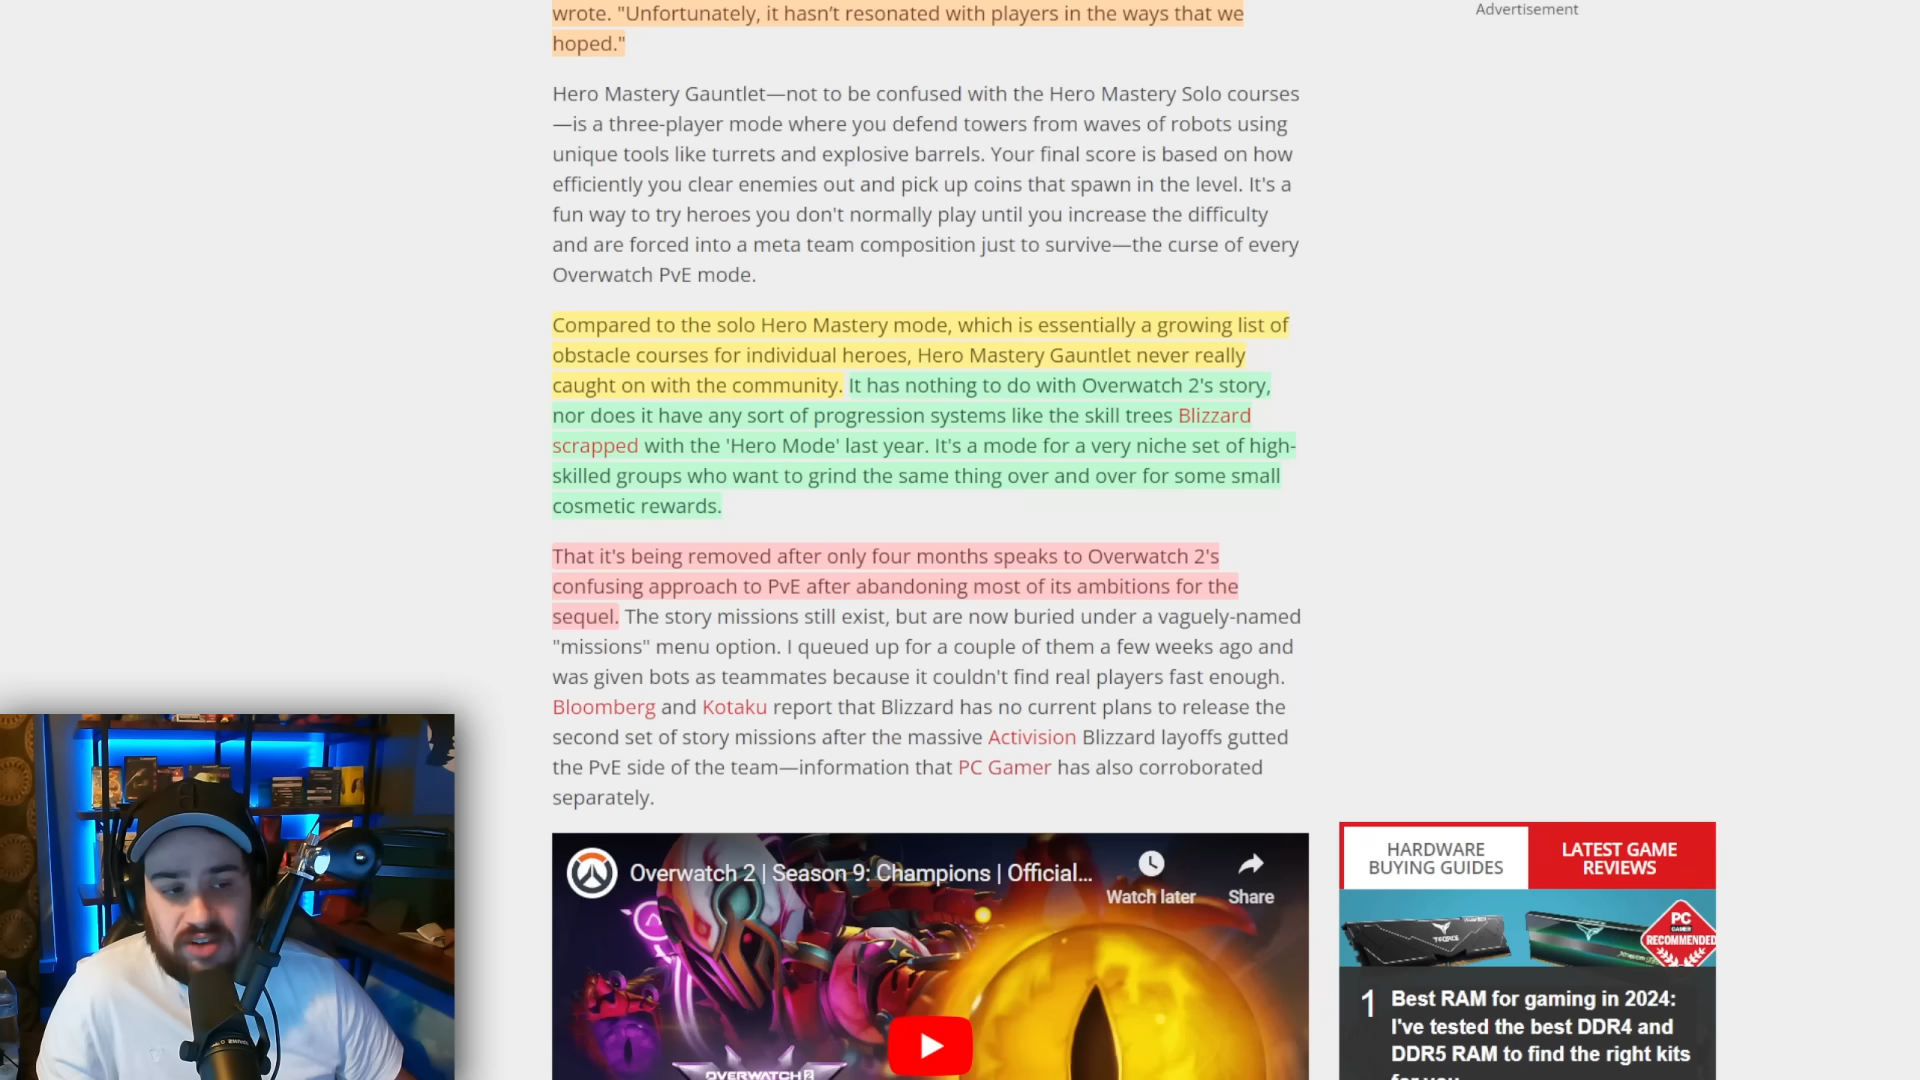 wrote. "Unfortunately, it hasn't resonated with players in the ways that we
hoped."
Advertisement
Hero Mastery Gauntlet—not to be confused with the Hero Mastery Solo courses
—is a three-player mode where you defend towers from waves of robots using
unique tools like turrets and explosive barrels. Your final score is based on how
efficiently you clear enemies out and pick up coins that spawn in the level. It's a
fun way to try heroes you don't normally play until you increase the difficulty
and are forced into a meta team composition just to survive—the curse of every
Overwatch PvE mode.
Compared to the solo Hero Mastery mode, which is essentially a growing list of
obstacle courses for individual heroes, Hero Mastery Gauntlet never really
caught on with the community. It has nothing to do with Overwatch 2's story,
nor does it have any sort of progression systems like the skill trees Blizzard
scrapped with the 'Hero Mode' last year. It's a mode for a very niche set of high-
skilled groups who want to grind the same thing over and over for some small
cosmetic rewards.
That it's being removed after only four months speaks to Overwatch 2's
confusing approach to PvE after abandoning most of its ambitions for the
sequel. The story missions still exist, but are now buried under a vaguely-named
"missions" menu option. I queued up for a couple of them a few weeks ago and
was given bots as teammates because it couldn't find real players fast enough.
Bloomberg and Kotaku report that Blizzard has no current plans to release the
second set of story missions after the massive Activision Blizzard layoffs gutted
the PvE side of the team—information that PC Gamer has also corroborated
separately.
Overwatch 2 | Season 9: Champions | Official...
Watch later
Share
OVERWATCH 2
HARDWARE
BUYING GUIDES
LATEST GAME
REVIEWS
PC
GAMER
RECOMMENDED
1
Best RAM for gaming in 2024:
I've tested the best DDR4 and
DDR5 RAM to find the right kits
for you